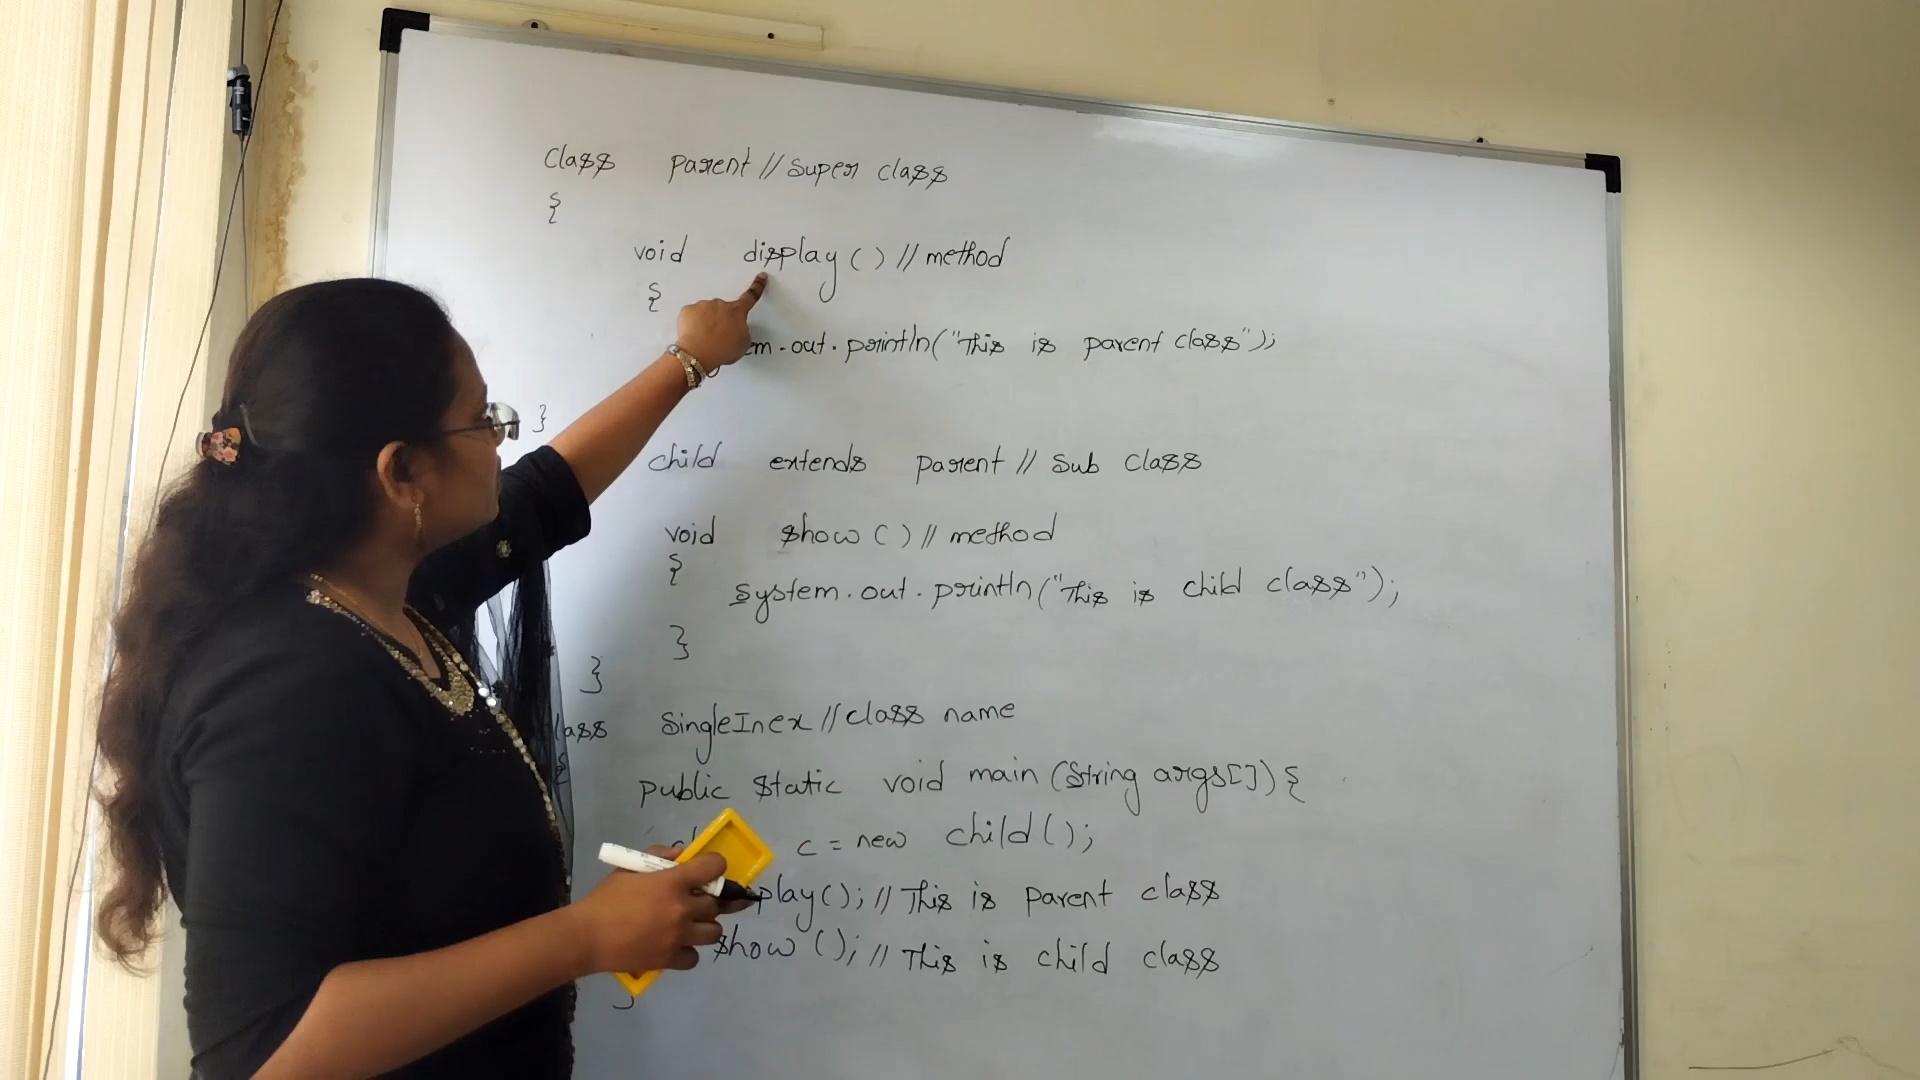 class parent // super class
{
void display ( ) // method
{
em.out.println("This is parent class");
}
child extends parent // sub class
void show ( ) // method
{
system.out.println("This is child class");
}
}
lass SingleInex // class name
{
public static void main (String args[]) {
c = new child ( );
play ( ); // This is parent class
show ( ); // This is child class
}